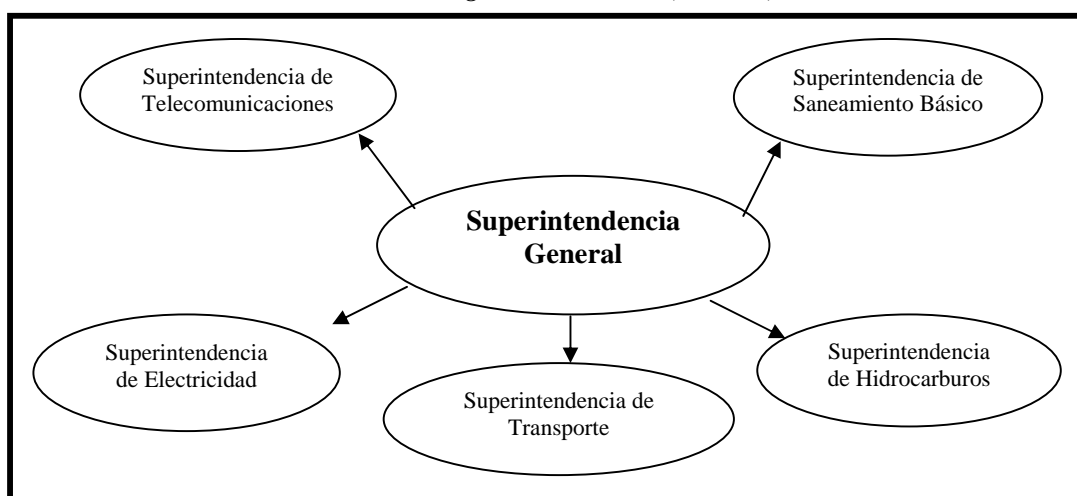 Superintendencia de
Telecomunicaciones
Superintendencia de
Saneamiento Básico
Superintendencia
General
Superintendencia
de Electricidad
Superintendencia de
Transporte
Superintendencia
de Hidrocarburos